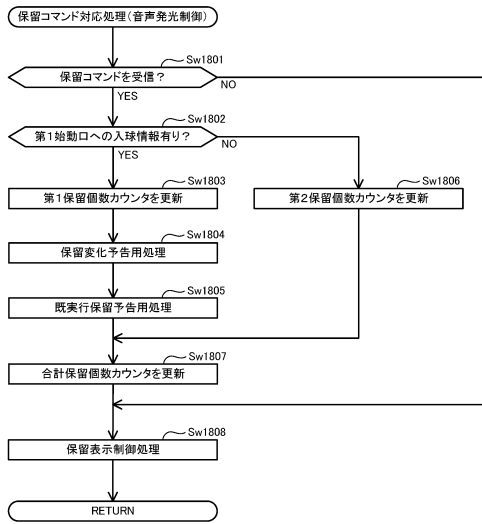 保留コマンド対応処理(音声発光制御)
Sw1801
保留コマンドを受信?
NO
YES
Sw1802
第1始動口への入球情報有り?
NO
YES
Sw1803
第1保留個数カウンタを更新
Sw1806
第2保留個数カウンタを更新
Sw1804
保留変化予告用処理
Sw1805
既実行保留予告用処理
Sw1807
合計保留個数カウンタを更新
Sw1808
保留表示制御処理
RETURN